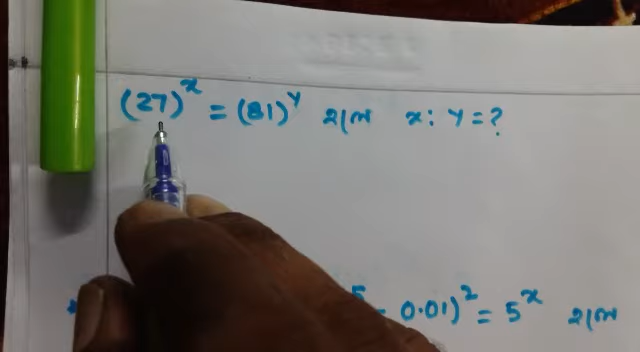 (27)^x = (81)^y হলে x : y = ?
- 0.01)² = 5^x হলে